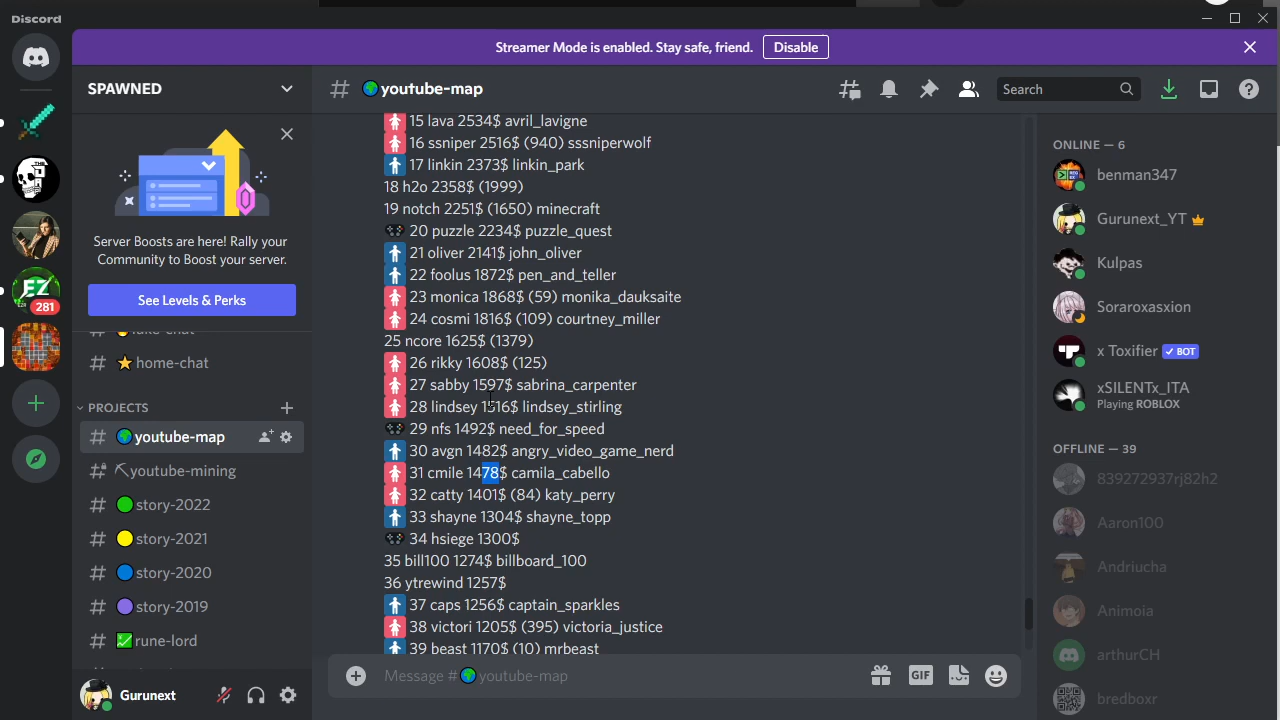 Discord
Streamer Mode is enabled. Stay safe, friend. Disable
SPAWNED
youtube-map
Search
Server Boosts are here! Rally your
Community to Boost your server.
See Levels & Perks
281
home-chat
PROJECTS
youtube-map
youtube-mining
story-2022
story-2021
story-2020
story-2019
rune-lord
Gurunext
15 lava 2534$ avril_lavigne
16 ssniper 2516$ (940) sssniperwolf
17 linkin 2373$ linkin_park
18 h2o 2358$ (1999)
19 notch 2251$ (1650) minecraft
20 puzzle 2234$ puzzle_quest
21 oliver 2141$ john_oliver
22 foolus 1872$ pen_and_teller
23 monica 1868$ (59) monika_dauksaite
24 cosmi 1816$ (109) courtney_miller
25 ncore 1625$ (1379)
26 rikky 1608$ (125)
27 sabby 1597$ sabrina_carpenter
28 lindsey 1516$ lindsey_stirling
29 nfs 1492$ need_for_speed
30 avgn 1482$ angry_video_game_nerd
31 cmile 1478$ camila_cabello
32 catty 1401$ (84) katy_perry
33 shayne 1304$ shayne_topp
34 hsiege 1300$
35 bill100 1274$ billboard_100
36 ytrewind 1257$
37 caps 1256$ captain_sparkles
38 victori 1205$ (395) victoria_justice
39 beast 1170$ (10) mrbeast
Message #youtube-map
GIF
ONLINE — 6
benman347
Gurunext_YT
Kulpas
Soraroxasxion
x Toxifier BOT
xSILENTx_ITA
Playing ROBLOX
OFFLINE — 39
839272937rj82h2
Aaron100
Andriucha
Animoia
arthurCH
bredboxr